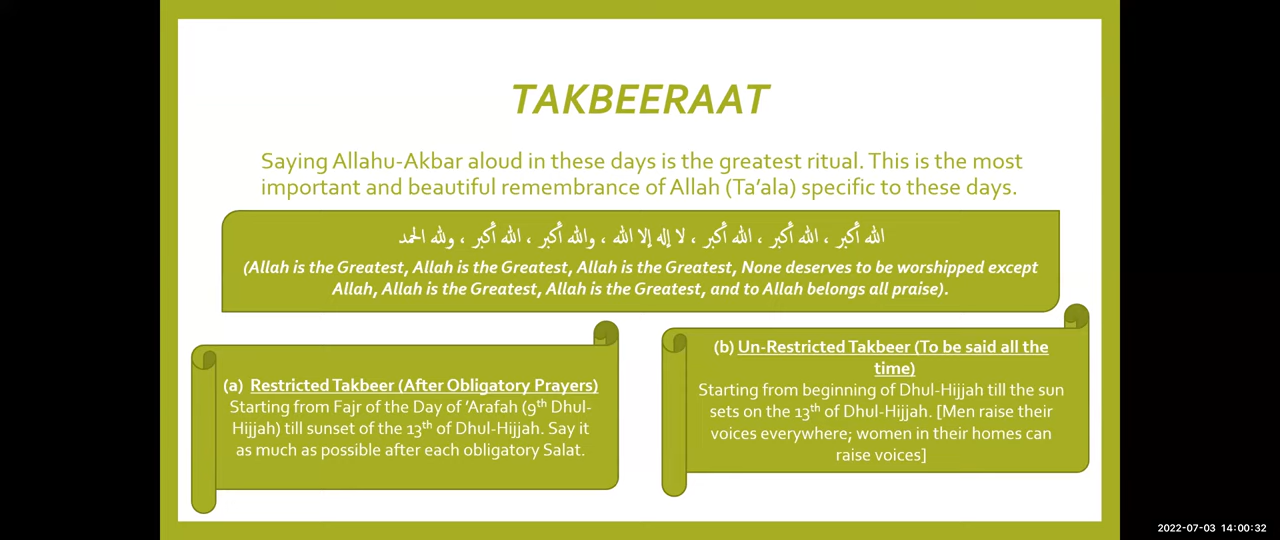 TAKBEERAAT
Saying Allahu-Akbar aloud in these days is the greatest ritual. This is the most
important and beautiful remembrance of Allah (Ta’ala) specific to these days.
الله أكبر ، الله أكبر ، الله أكبر ، لا إله إلا الله ، والله أكبر ، الله أكبر ، ولله الحمد
(Allah is the Greatest, Allah is the Greatest, Allah is the Greatest, None deserves to be worshipped except
Allah, Allah is the Greatest, Allah is the Greatest, and to Allah belongs all praise).
(a) Restricted Takbeer (After Obligatory Prayers)
Starting from Fajr of the Day of ‘Arafah (9th Dhul-
Hijjah) till sunset of the 13th of Dhul-Hijjah. Say it
as much as possible after each obligatory Salat.
(b) Un-Restricted Takbeer (To be said all the
time)
Starting from beginning of Dhul-Hijjah till the sun
sets on the 13th of Dhul-Hijjah. [Men raise their
voices everywhere; women in their homes can
raise voices]
2022-07-03 14:00:32